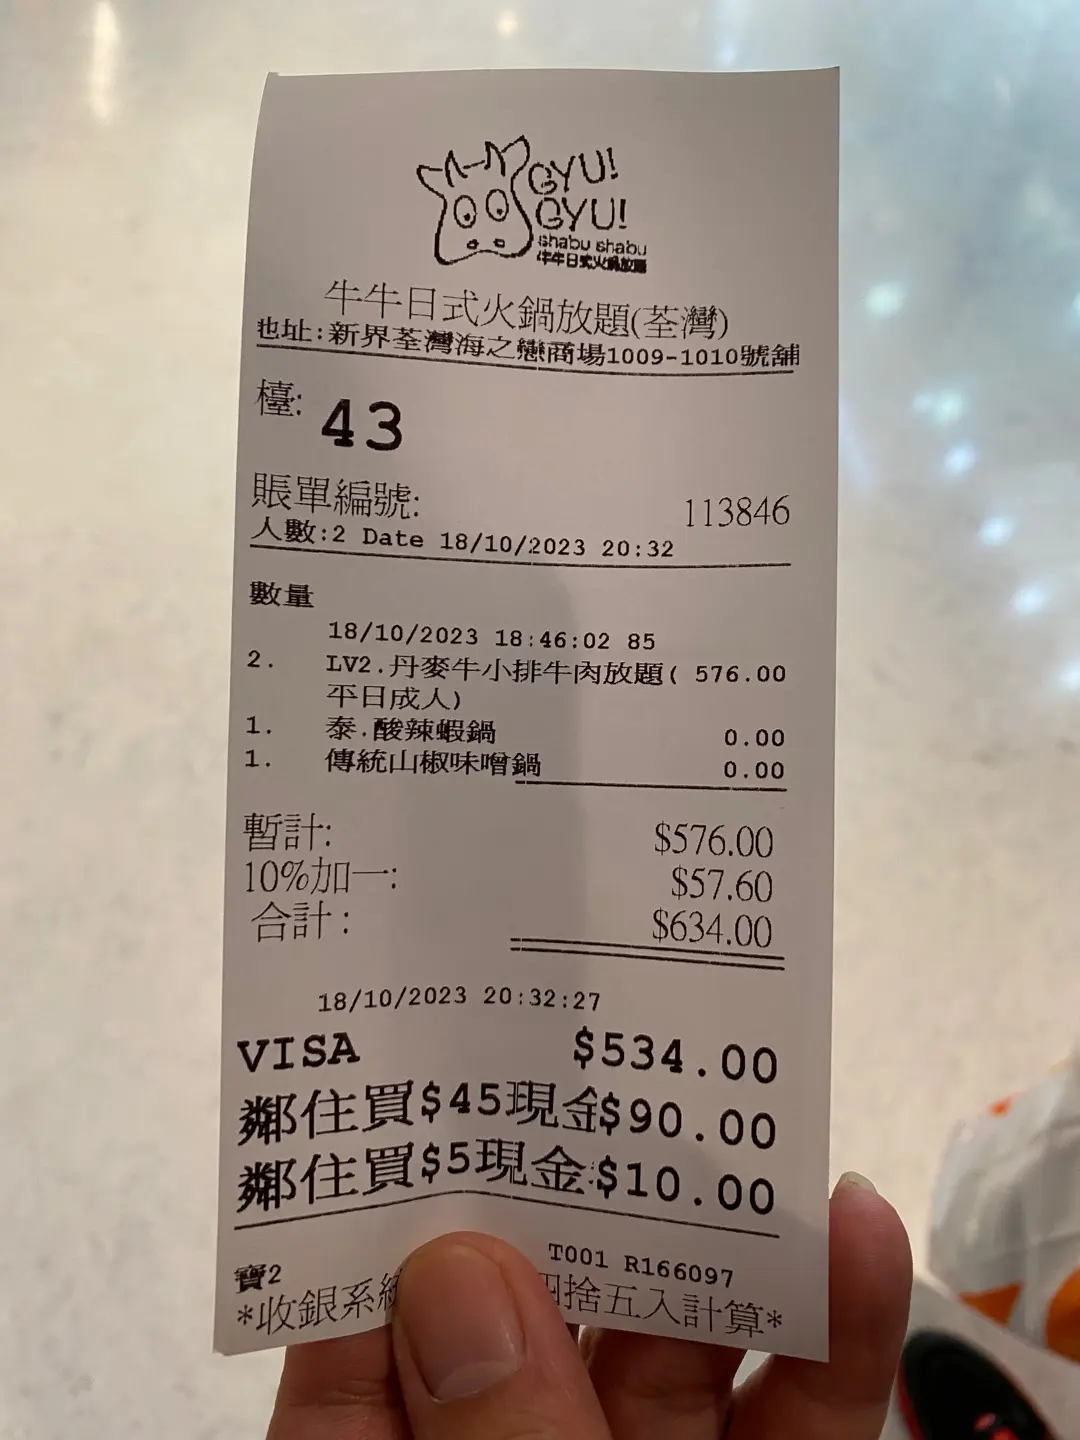 GYU!
GYU!
shabu shabu
牛牛日式火鍋放題
牛牛日式火鍋放題(荃灣)
地址:新界荃灣海之戀商場1009-1010號舖
檯: 43
賬單編號: 113846
人數:2 Date 18/10/2023 20:32
數量
18/10/2023 18:46:02 85
2. LV2.丹麥牛小排牛肉放題( 576.00
平日成人)
1. 泰.酸辣蝦鍋 0.00
1. 傳統山椒味噌鍋 0.00
暫計: $576.00
10%加一: $57.60
合計: $634.00
18/10/2023 20:32:27
VISA $534.00
鄰住買$45現金$90.00
鄰住買$5現金:$10.00
T001 R166097
寶2
*收銀系統 四捨五入計算*